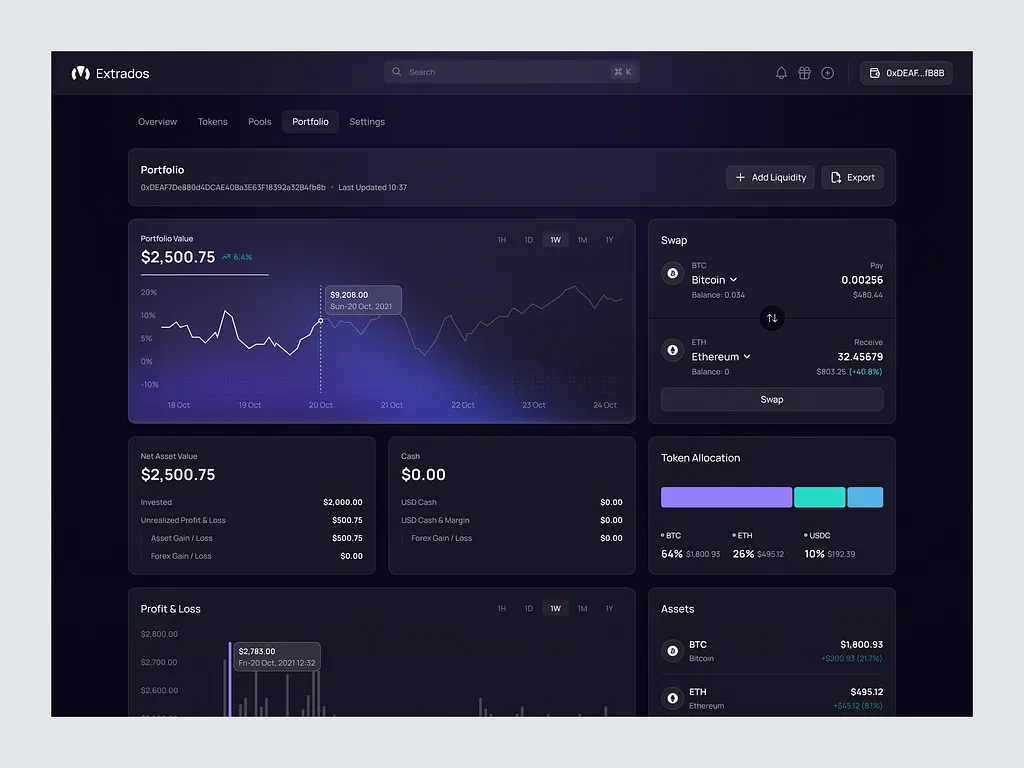 Extrados
Search
⌘ K
0xDEAF...fB8B
Overview Tokens Pools Portfolio Settings
Portfolio
0xDEAF7De880d4DCAE40Ba3E63F18392a32B4fb8b • Last Updated 10:37
Add Liquidity
Export
Portfolio Value
$2,500.75 6,4%
1H 1D 1W 1M 1Y
$9,208.00
Sun-20 Oct, 2021
20%
10%
5%
0%
-10%
18 Oct 19 Oct 20 Oct 21 Oct 22 Oct 23 Oct 24 Oct
Swap
BTC Pay
Bitcoin 0.00256
Balance: 0.034 $480.44
ETH Receive
Ethereum 32.45679
Balance: 0 $803.25 (+40.8%)
Swap
Net Asset Value
$2,500.75
Invested $2,000.00
Unrealized Profit & Loss $500.75
Asset Gain / Loss $500.75
Forex Gain / Loss $0.00
Cash
$0.00
USD Cash $0.00
USD Cash & Margin $0.00
Forex Gain / Loss $0.00
Token Allocation
BTC ETH USDC
64% $1,800.93 26% $495.12 10% $192.39
Profit & Loss
1H 1D 1W 1M 1Y
$2,800.00
$2,700.00
$2,600.00
$2,783.00
Fri-20 Oct, 2021 12:32
Assets
BTC $1,800.93
Bitcoin +$200.93 (21.7%)
ETH $495.12
Ethereum +$45.12 (8.1%)